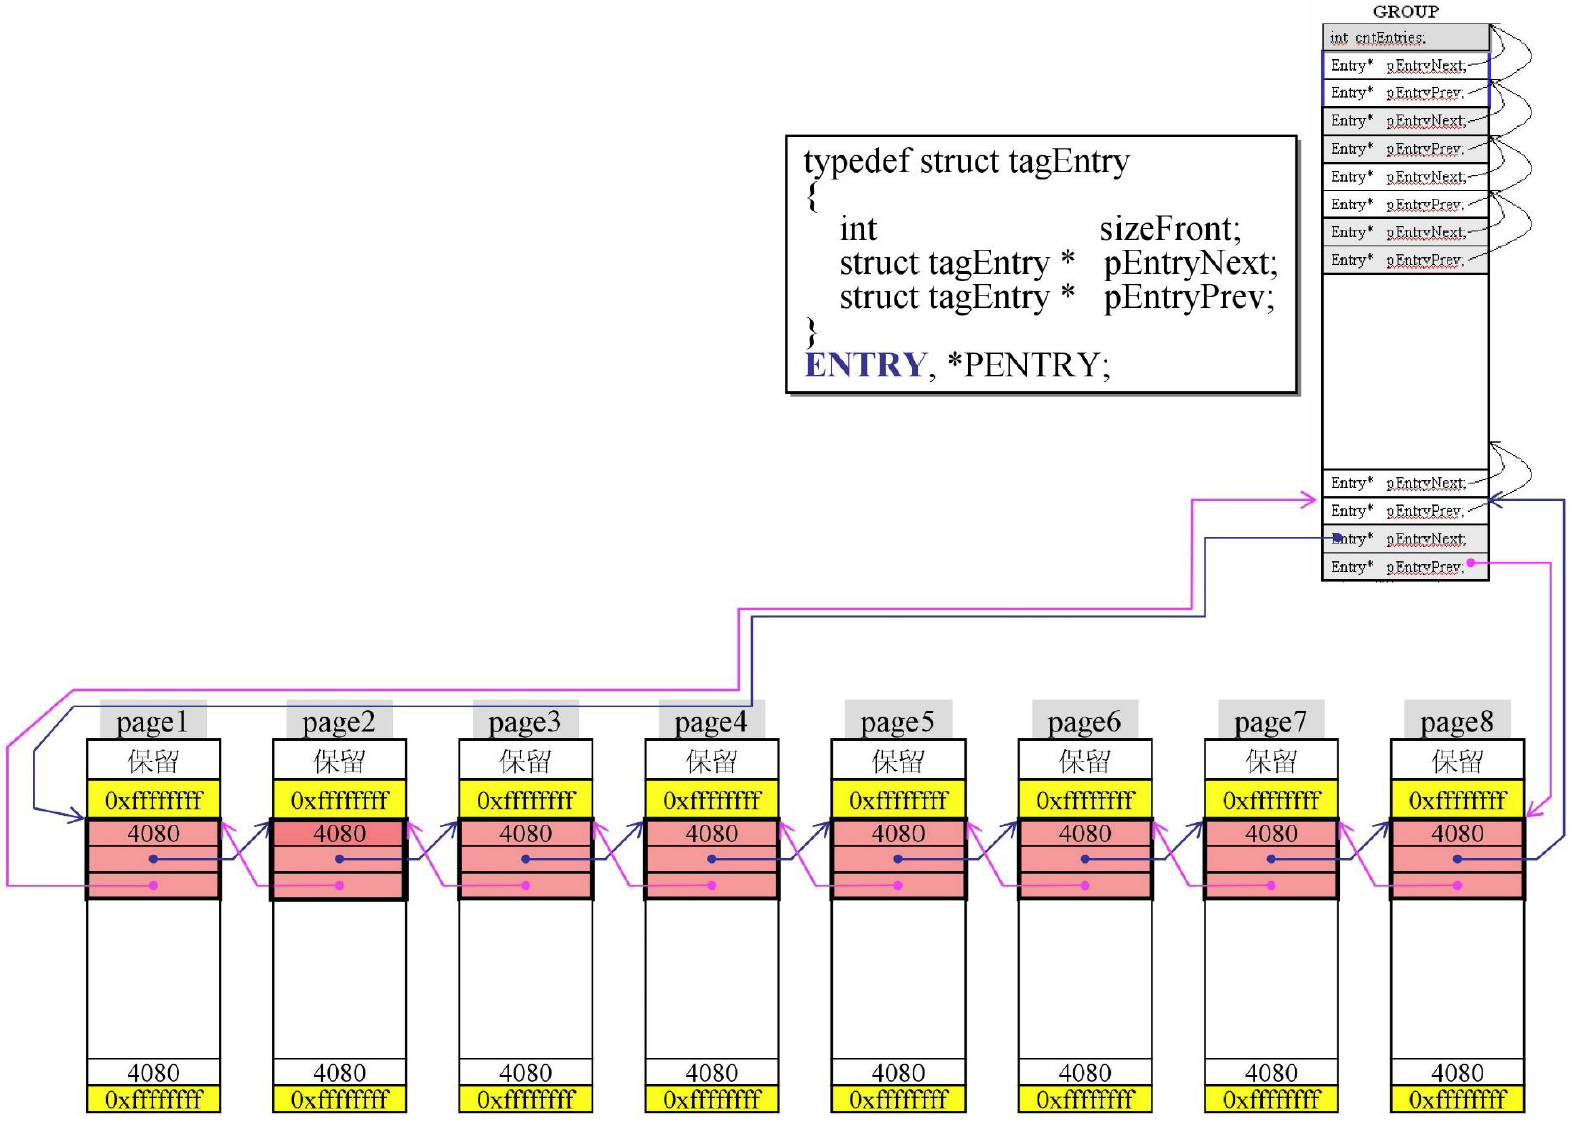 GROUP
int cntEntries;
Entry* pEntryNext;
Entry* pEntryPrev;
Entry* pEntryNext;
Entry* pEntryPrev;
Entry* pEntryNext;
Entry* pEntryPrev;
Entry* pEntryNext;
Entry* pEntryPrev;
typedef struct tagEntry
{
int sizeFront;
struct tagEntry * pEntryNext;
struct tagEntry * pEntryPrev;
}
ENTRY, *PENTRY;
Entry* pEntryNext;
Entry* pEntryPrev;
Entry* pEntryNext;
Entry* pEntryPrev;
page1 page2 page3 page4 page5 page6 page7 page8
保留 保留 保留 保留 保留 保留 保留 保留
0xffffffff 0xffffffff 0xffffffff 0xffffffff 0xffffffff 0xffffffff 0xffffffff 0xffffffff
4080 4080 4080 4080 4080 4080 4080 4080
4080 4080 4080 4080 4080 4080 4080 4080
0xffffffff 0xffffffff 0xffffffff 0xffffffff 0xffffffff 0xffffffff 0xffffffff 0xffffffff